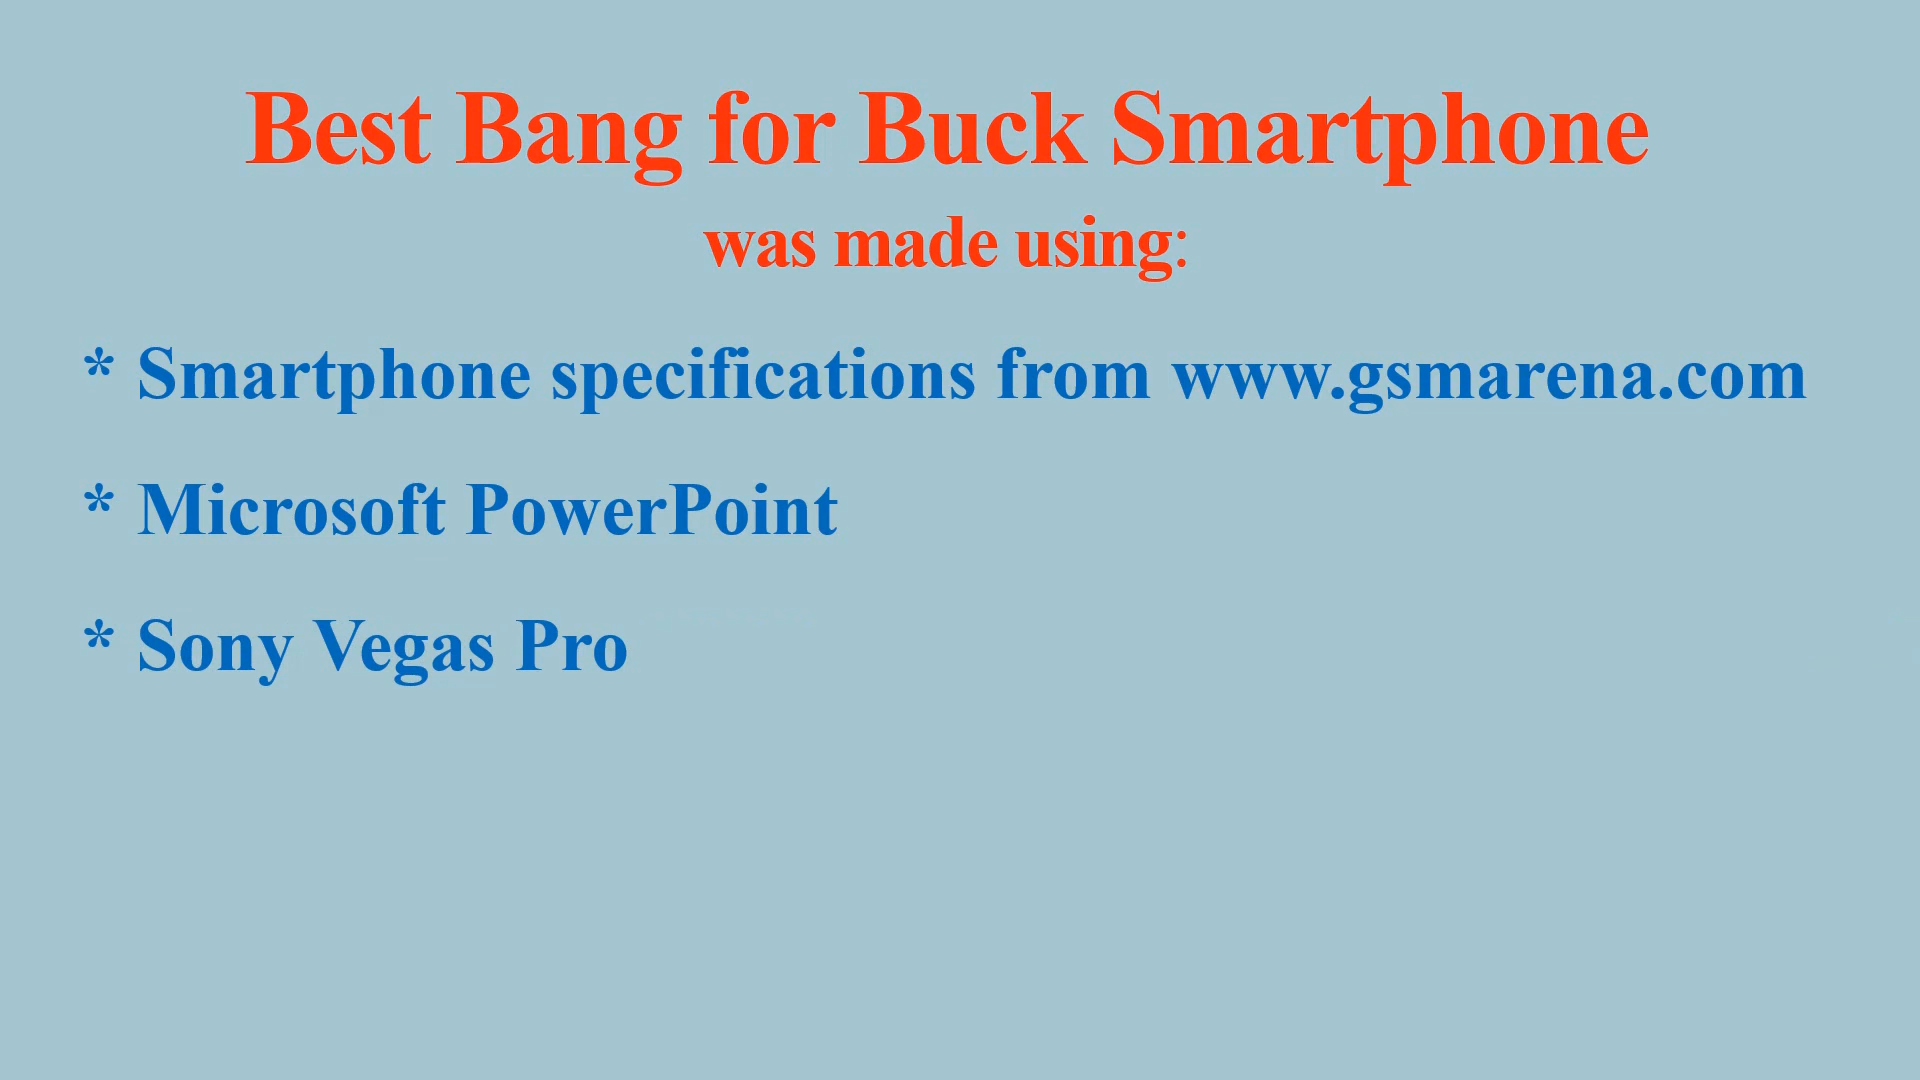 Best Bang for Buck Smartphone
was made using:
* Smartphone specifications from www.gsmarena.com
* Microsoft PowerPoint
* Sony Vegas Pro